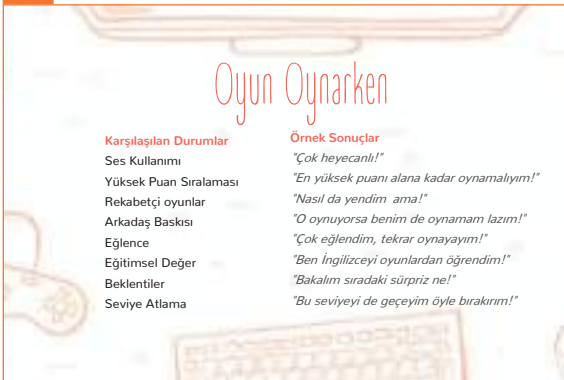 Oyun Oynarken
Karşılaşılan Durumlar Örnek Sonuçlar
Ses Kullanımı "Çok heyecanlı!"
Yüksek Puan Sıralaması "En yüksek puanı alana kadar oynamalıyım!"
Rekabetçi oyunlar "Nasıl da yendim ama!"
Arkadaş Baskısı "O oynuyorsa benim de oynamam lazım!"
Eğlence "Çok eğlendim, tekrar oynayayım!"
Eğitimsel Değer "Ben İngilizceyi oyunlardan öğrendim!"
Beklentiler "Bakalım sıradaki sürpriz ne!"
Seviye Atlama "Bu seviyeyi de geçeyim öyle bırakırım!"